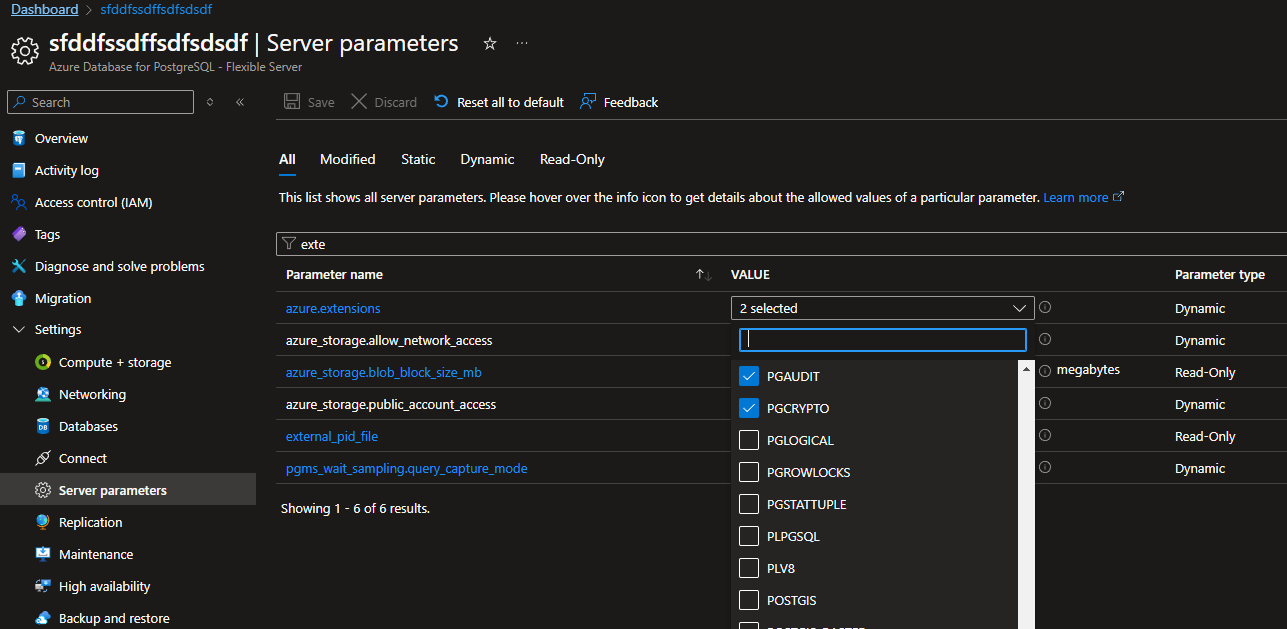 Dashboard > sfddfssdffsdfsdsdf
sfddfssdffsdfsdsdf | Server parameters ☆ ...
Azure Database for PostgreSQL - Flexible Server
Search
Save Discard Reset all to default Feedback
Overview
Activity log
Access control (IAM)
Tags
Diagnose and solve problems
Migration
Settings
Compute + storage
Networking
Databases
Connect
Server parameters
Replication
Maintenance
High availability
Backup and restore
All Modified Static Dynamic Read-Only
This list shows all server parameters. Please hover over the info icon to get details about the allowed values of a particular parameter. Learn more
exte
Parameter name VALUE Parameter type
azure.extensions 2 selected Dynamic
azure_storage.allow_network_access Dynamic
azure_storage.blob_block_size_mb megabytes Read-Only
azure_storage.public_account_access Dynamic
external_pid_file Read-Only
pgms_wait_sampling.query_capture_mode Dynamic
Showing 1 - 6 of 6 results.
PGAUDIT
PGCRYPTO
PGLOGICAL
PGROWLOCKS
PGSTATTUPLE
PLPGSQL
PLV8
POSTGIS